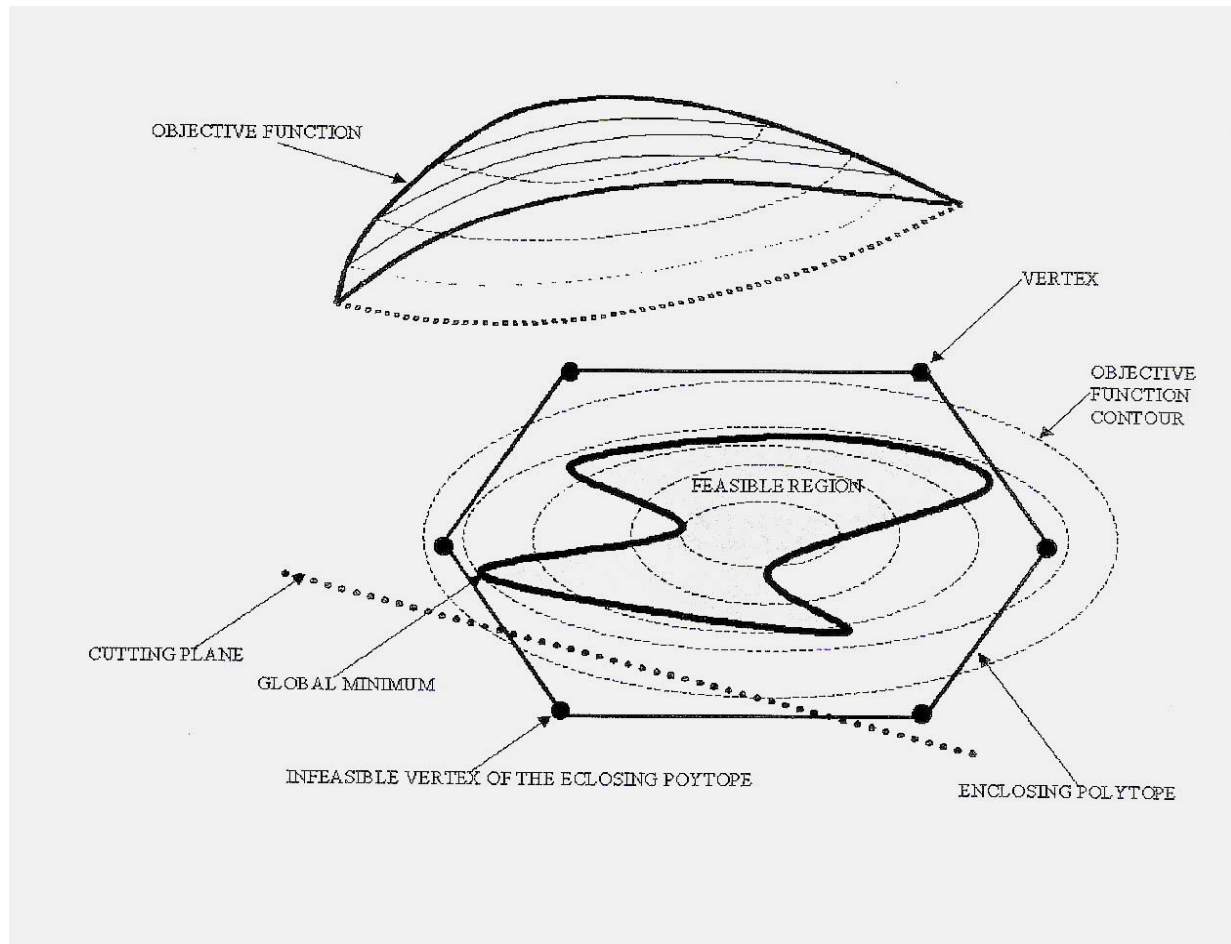 OBJECTIVE FUNCTION
VERTEX
OBJECTIVE
FUNCTION
CONTOUR
FEASIBLE REGION
CUTTING PLANE
GLOBAL MINIMUM
INFEASIBLE VERTEX OF THE ECLOSING POYTOPE
ENCLOSING POLYTOPE